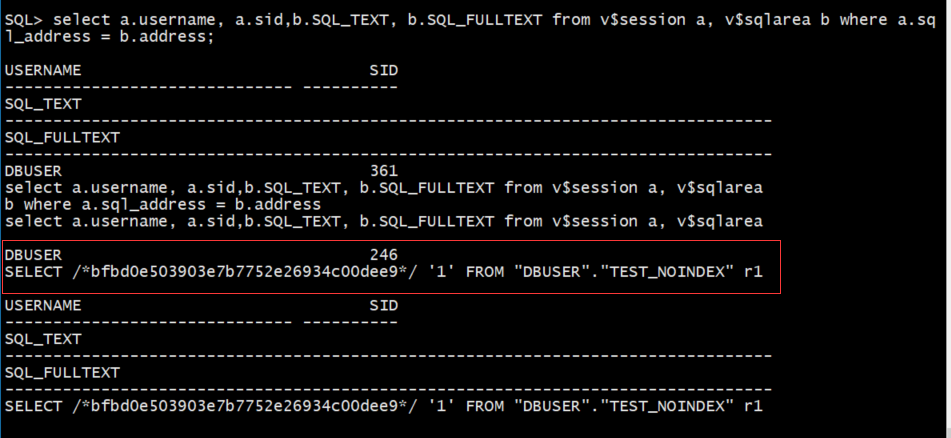 SQL> select a.username, a.sid,b.SQL_TEXT, b.SQL_FULLTEXT from v$session a, v$sqlarea b where a.sq
l_address = b.address;
USERNAME SID
------------------------------ ----------
SQL_TEXT
--------------------------------------------------------------------------------
SQL_FULLTEXT
--------------------------------------------------------------------------------
DBUSER 361
select a.username, a.sid,b.SQL_TEXT, b.SQL_FULLTEXT from v$session a, v$sqlarea
b where a.sql_address = b.address
select a.username, a.sid,b.SQL_TEXT, b.SQL_FULLTEXT from v$session a, v$sqlarea
DBUSER 246
SELECT /*bfbd0e503903e7b7752e26934c00dee9*/ '1' FROM "DBUSER"."TEST_NOINDEX" r1
USERNAME SID
------------------------------ ----------
SQL_TEXT
--------------------------------------------------------------------------------
SQL_FULLTEXT
--------------------------------------------------------------------------------
SELECT /*bfbd0e503903e7b7752e26934c00dee9*/ '1' FROM "DBUSER"."TEST_NOINDEX" r1